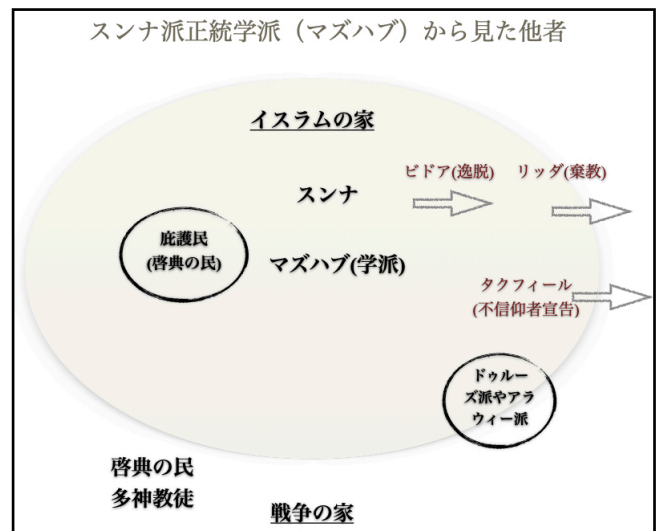 スンナ派正統学派（マズハブ）から見た他者
イスラムの家
ビドア(逸脱)
リッダ(棄教)
スンナ
庇護民
(啓典の民)
マズハブ(学派)
タクフィール
(不信仰者宣告)
ドゥルー
ズ派やアラ
ウィー派
啓典の民
多神教徒
戦争の家